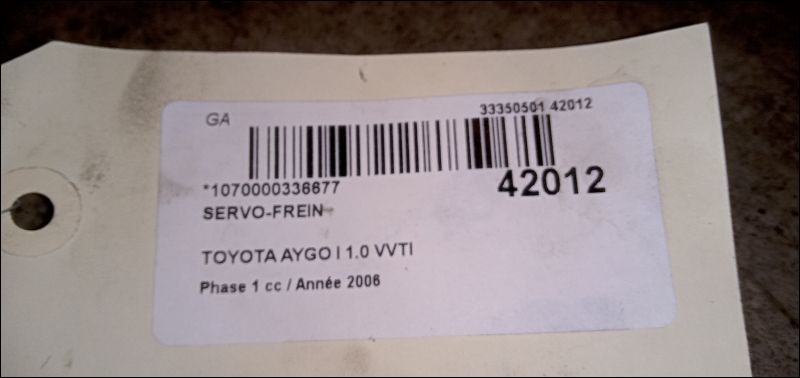 GA 33350501 42012
*1070000336677 42012
SERVO-FREIN
TOYOTA AYGO I 1.0 VVTI
Phase 1 cc / Année 2006